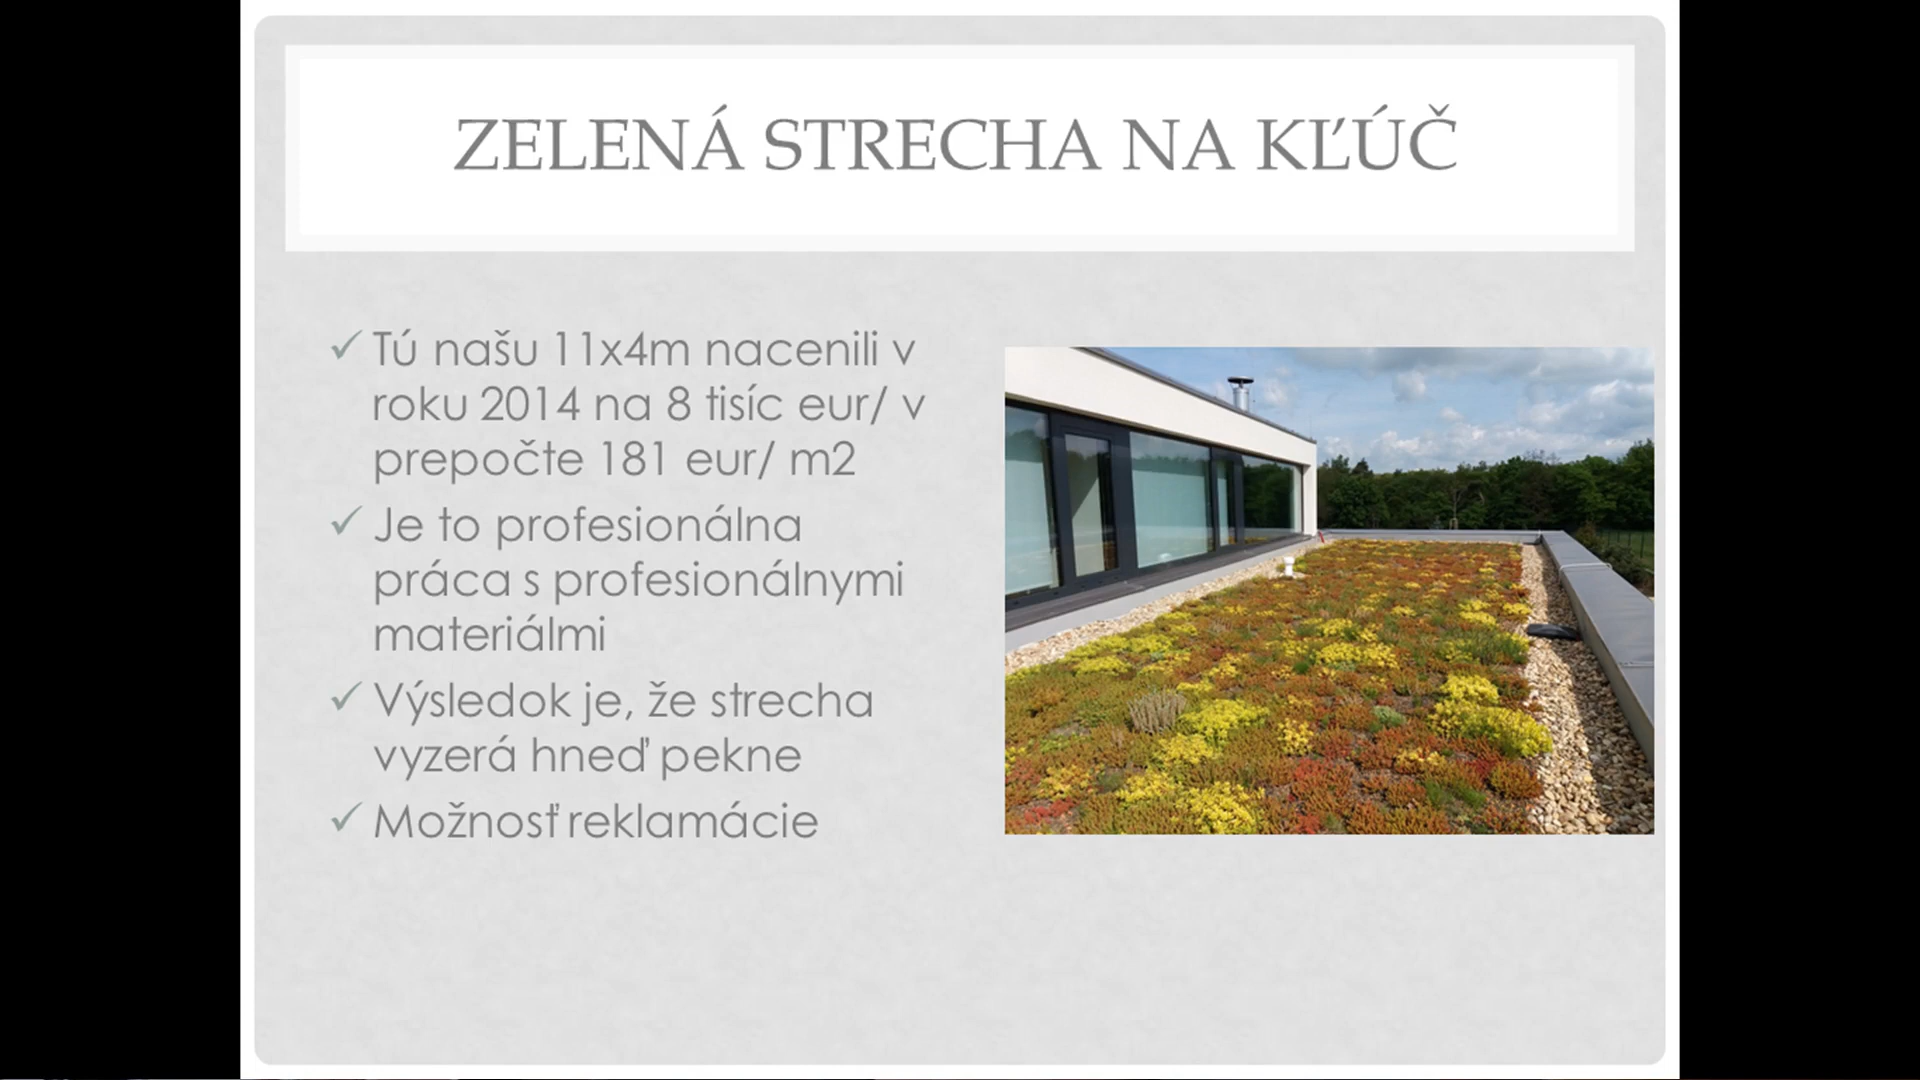 ZELENÁ STRECHA NA KĽÚČ
✓ Tú našu 11x4m nacenili v
roku 2014 na 8 tisíc eur/ v
prepočte 181 eur/ m2
✓ Je to profesionálna
práca s profesionálnymi
materiálmi
✓ Výsledok je, že strecha
vyzerá hneď pekne
✓ Možnosť reklamácie